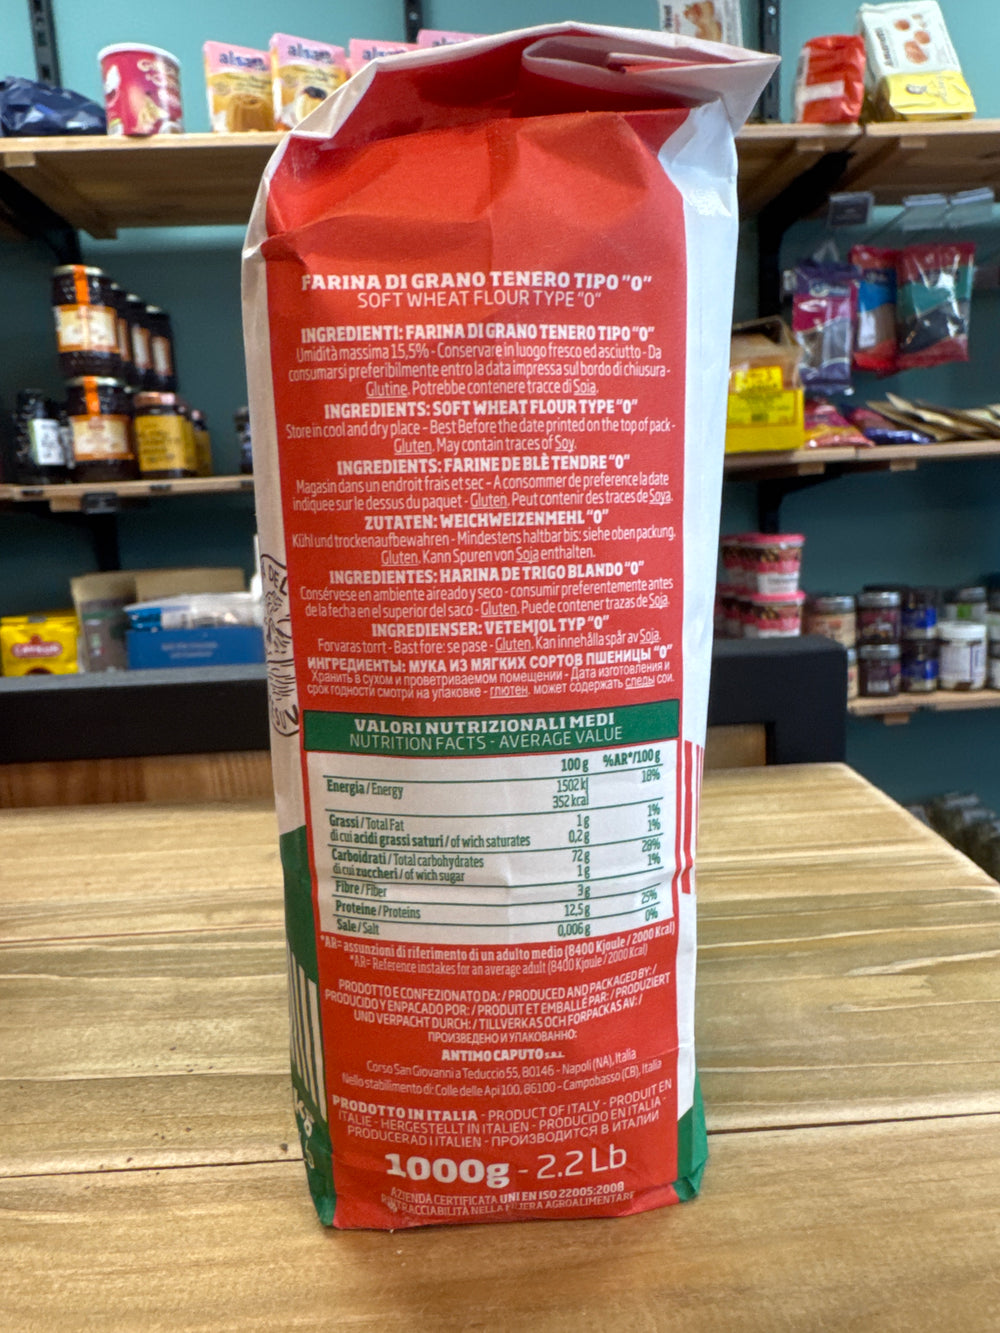 alsan
alsan
FARINA DI GRANO TENERO TIPO "0"
SOFT WHEAT FLOUR TYPE "0"
INGREDIENTI: FARINA DI GRANO TENERO TIPO "0"
Umidità massima 15,5% - Conservare in luogo fresco ed asciutto - Da
consumarsi preferibilmente entro la data impressa sul bordo di chiusura -
Glutine. Potrebbe contenere tracce di Soia.
INGREDIENTS: SOFT WHEAT FLOUR TYPE "0"
Store in cool and dry place - Best Before the date printed on the top of pack -
Gluten. May contain traces of Soy.
INGREDIENTS: FARINE DE BLÈ TENDRE "0"
Magasin dans un endroit frais et sec - A consommer de preference la date
indiquee sur le dessus du paquet - Gluten. Peut contenir des traces de Soya.
ZUTATEN: WEICHWEIZENMEHL "0"
Kühl und trockenaufbewahren - Mindestens haltbar bis: siehe oben packung.
Gluten. Kann Spuren von Soja enthalten.
INGREDIENTES: HARINA DE TRIGO BLANDO "0"
Consérvese en ambiente aireado y seco - consumir preferentemente antes
de la fecha en el superior del saco - Gluten. Puede contener trazas de Soja.
INGREDIENSER: VETEMJOL TYP "0"
Forvaras torrt - Bast fore: se pase - Gluten. Kan innehålla spår av Soja.
ИНГРЕДИЕНТЫ: МУКА ИЗ МЯГКИХ СОРТОВ ПШЕНИЦЫ "0"
Хранить в сухом и проветриваемом помещении - Дата изготовления и
срок годности смотри на упаковке - глютен. может содержать следы сои.
VALORI NUTRIZIONALI MEDI
NUTRITION FACTS - AVERAGE VALUE
100 g %AR*/100 g
Energia / Energy 1502 kJ 18%
352 kcal
Grassi / Total Fat 1 g 1%
di cui acidi grassi saturi / of wich saturates 0,2 g 1%
Carboidrati / Total carbohydrates 72 g 28%
di cui zuccheri / of wich sugar 1 g 1%
Fibre / Fiber 3 g
Proteine / Proteins 12,5 g 25%
Sale / Salt 0,006 g 0%
*AR= assunzioni di riferimento di un adulto medio (8400 Kjoule / 2000 Kcal)
*AR= Reference instakes for an average adult (8400 Kjoule / 2000 Kcal)
PRODOTTO E CONFEZIONATO DA: / PRODUCED AND PACKAGED BY: /
PRODUCIDO Y ENPACADO POR: / PRODUIT ET EMBALLÉ PAR: / PRODUZIERT
UND VERPACHT DURCH: / TILLVERKAS OCH FORPACKAS AV: /
ПРОИЗВЕДЕНО И УПАКОВАННО:
ANTIMO CAPUTO S.R.L.
Corso San Giovanni a Teduccio 55, 80146 - Napoli (NA), Italia
Nello stabilimento di: Colle delle Api 100, 86100 - Campobasso (CB), Italia
PRODOTTO IN ITALIA - PRODUCT OF ITALY - PRODUIT EN
ITALIE - HERGESTELLT IN ITALIEN - PRODUCIDO EN ITALIA -
PRODUCERAD I ITALIEN - ПРОИЗВОДИТСЯ В ИТАЛИИ
1000g - 2.2 Lb
AZIENDA CERTIFICATA UNI EN ISO 22005:2008
RINTRACCIABILITÀ NELLA FILIERA AGROALIMENTARE